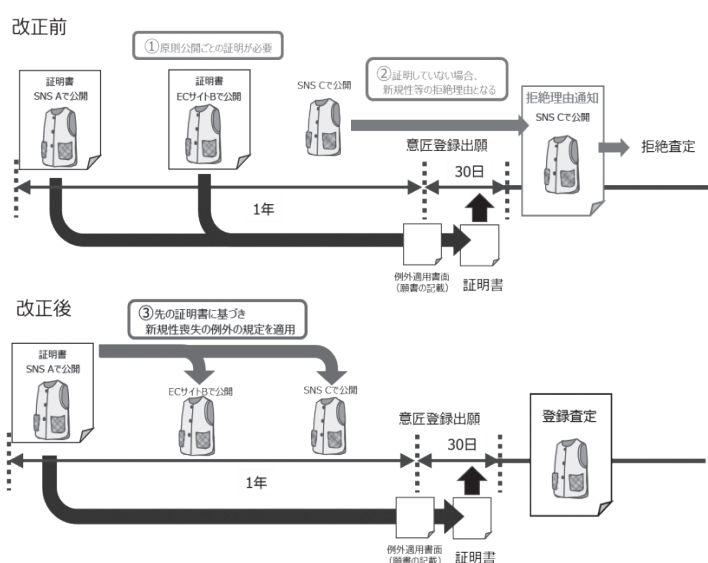 改正前
①原則公開ごとの証明が必要
証明書
SNS Aで公開
証明書
ECサイトBで公開
SNS Cで公開
②証明していない場合、
新規性等の拒絶理由となる
拒絶理由通知
SNS Cで公開
拒絶査定
意匠登録出願
30日
1年
例外適用書面
(願書の記載)
証明書
改正後
③先の証明書に基づき
新規性喪失の例外の規定を適用
証明書
SNS Aで公開
ECサイトBで公開
SNS Cで公開
意匠登録出願
登録査定
30日
1年
例外適用書面
(願書の記載)
証明書